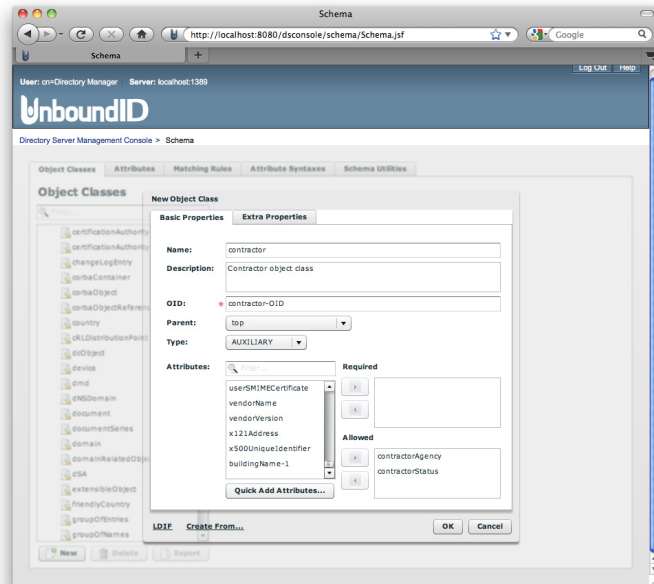 Schema
http://localhost:8080/dsconsole/schema/Schema.jsf
Google
Schema
Log Out Help
User: cn=Directory Manager Server: localhost:1389
UnboundID
Directory Server Management Console > Schema
Object Classes Attributes Matching Rules Attribute Syntaxes Schema Utilities
Object Classes
Filter...
certificationAuthority
certificationAuthority
changeLogEntry
corbaContainer
corbaObject
corbaObjectReference
country
cRLDistributionPoint
dcObject
device
dmd
dNSDomain
document
documentSeries
domain
domainRelatedObje
dSA
extensibleObject
friendlyCountry
groupOfEntries
groupOfNames
New Delete Export
New Object Class
Basic Properties Extra Properties
Name: contractor
Description: Contractor object class
OID: * contractor-OID
Parent: top
Type: AUXILIARY
Attributes: Filter...
userSMIMECertificate
vendorName
vendorVersion
x121Address
x500UniqueIdentifier
buildingName-1
Quick Add Attributes...
Required
Allowed
contractorAgency
contractorStatus
LDIF Create From...
OK Cancel